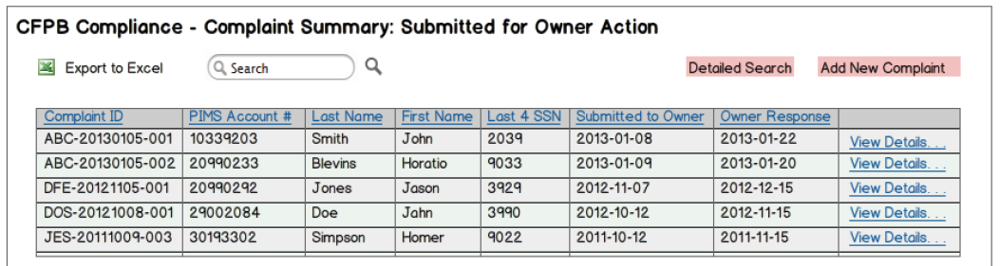 CFPB Compliance - Complaint Summary: Submitted for Owner Action
Export to Excel Search Detailed Search Add New Complaint
Complaint ID PIMS Account # Last Name First Name Last 4 SSN Submitted to Owner Owner Response
ABC-20130105-001 10339203 Smith John 2039 2013-01-08 2013-01-22 View Details. . .
ABC-20130105-002 20990233 Blevins Horatio 9033 2013-01-09 2013-01-20 View Details. . .
DFE-20121105-001 20990292 Jones Jason 3929 2012-11-07 2012-12-15 View Details. . .
DOS-20121008-001 29002084 Doe Jahn 3990 2012-10-12 2012-11-15 View Details. . .
JES-20111009-003 30193302 Simpson Homer 9022 2011-10-12 2011-11-15 View Details. . .